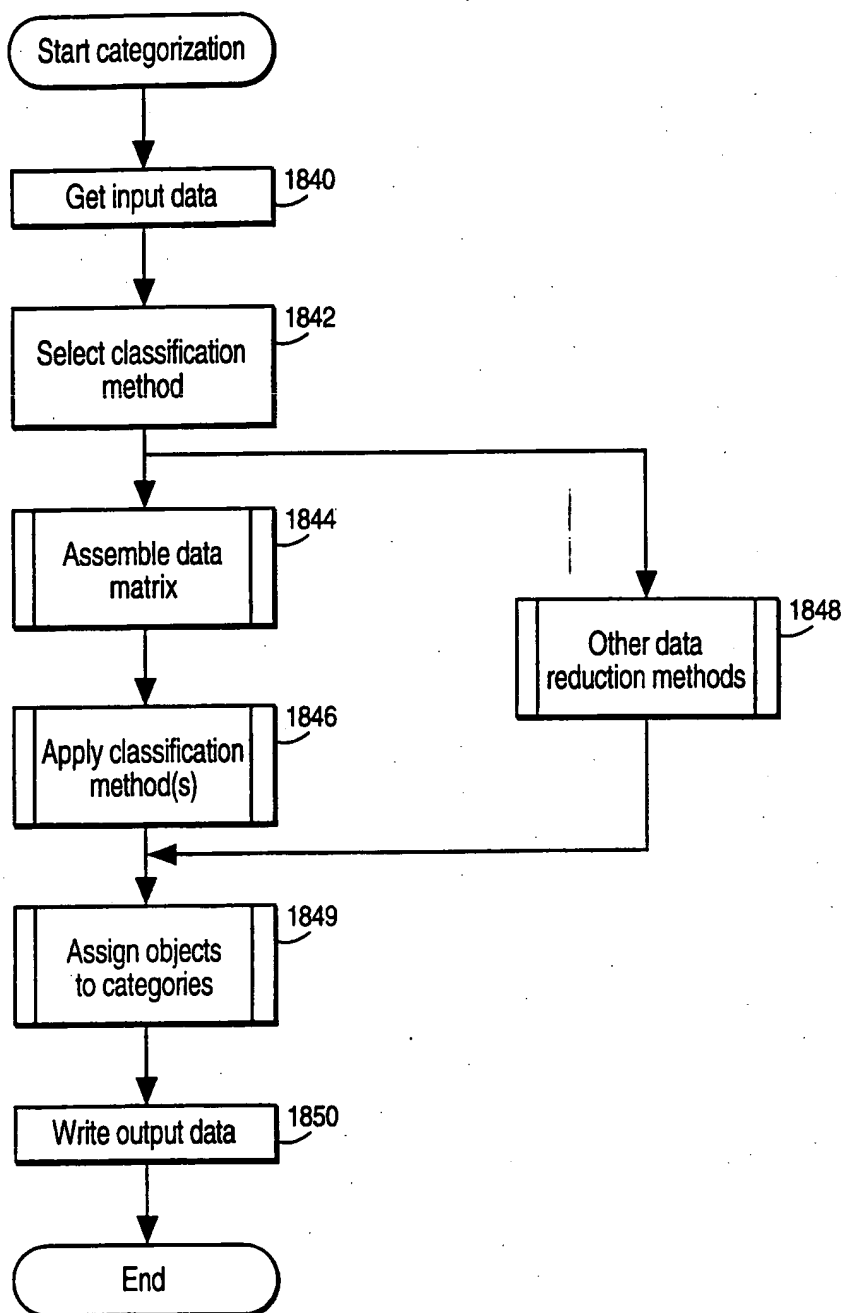 Start categorization
Get input data
1840
Select classification
method
1842
Assemble data
matrix
1844
Other data
reduction methods
1848
Apply classification
method(s)
1846
Assign objects
to categories
1849
Write output data
1850
End